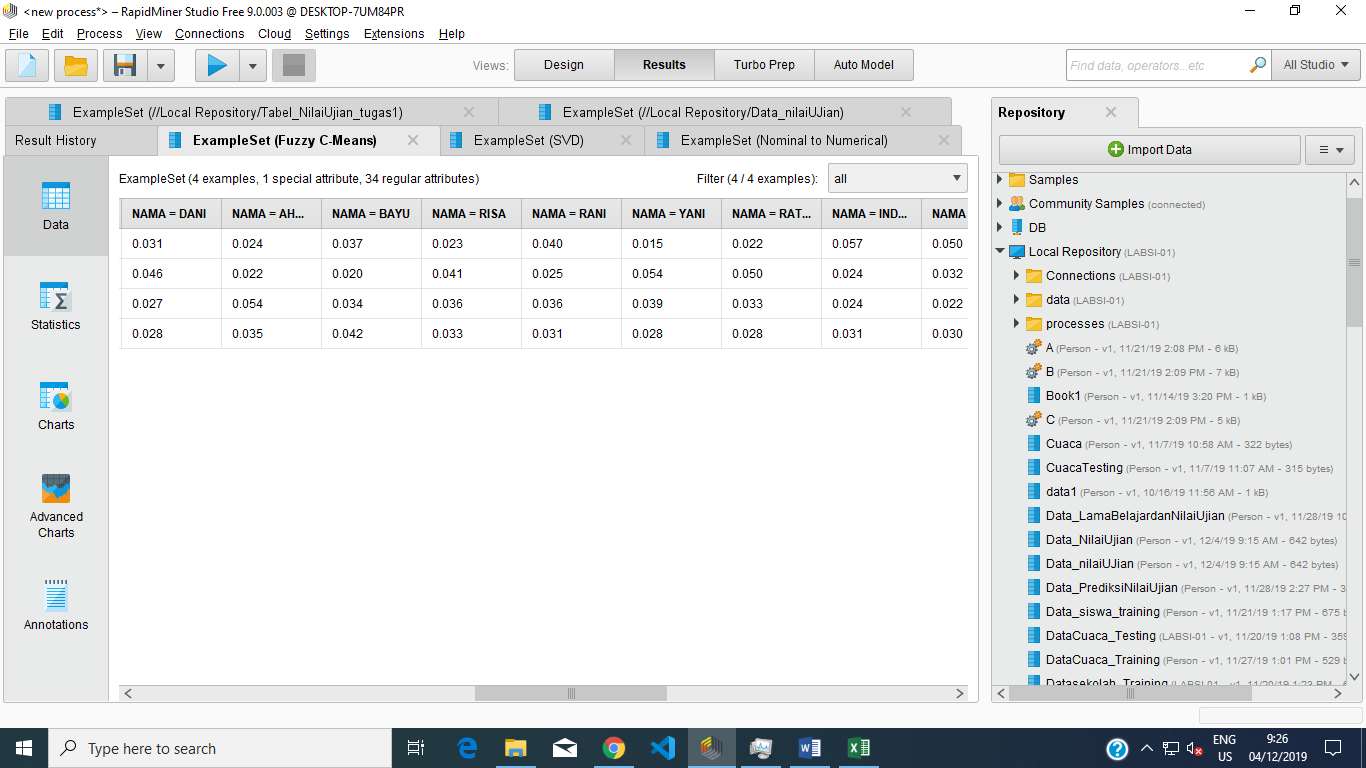 <new process*> – RapidMiner Studio Free 9.0.003 @ DESKTOP-7UM84PR
File Edit Process View Connections Cloud Settings Extensions Help
Views: Design Results Turbo Prep Auto Model
Find data, operators...etc All Studio
ExampleSet (//Local Repository/Tabel_NilaiUjian_tugas1) ExampleSet (//Local Repository/Data_nilaiUJian)
Result History ExampleSet (Fuzzy C-Means) ExampleSet (SVD) ExampleSet (Nominal to Numerical)
Data
Statistics
Charts
Advanced
Charts
Annotations
ExampleSet (4 examples, 1 special attribute, 34 regular attributes) Filter (4 / 4 examples): all
NAMA = DANI NAMA = AH... NAMA = BAYU NAMA = RISA NAMA = RANI NAMA = YANI NAMA = RAT... NAMA = IND... NAMA
0.031 0.024 0.037 0.023 0.040 0.015 0.022 0.057 0.050
0.046 0.022 0.020 0.041 0.025 0.054 0.050 0.024 0.032
0.027 0.054 0.034 0.036 0.036 0.039 0.033 0.024 0.022
0.028 0.035 0.042 0.033 0.031 0.028 0.028 0.031 0.030
Repository
Import Data
Samples
Community Samples (connected)
DB
Local Repository (LABSI-01)
Connections (LABSI-01)
data (LABSI-01)
processes (LABSI-01)
A (Person - v1, 11/21/19 2:08 PM - 6 kB)
B (Person - v1, 11/21/19 2:09 PM - 7 kB)
Book1 (Person - v1, 11/14/19 3:20 PM - 1 kB)
C (Person - v1, 11/21/19 2:09 PM - 5 kB)
Cuaca (Person - v1, 11/7/19 10:58 AM - 322 bytes)
CuacaTesting (Person - v1, 11/7/19 11:07 AM - 315 bytes)
data1 (Person - v1, 10/16/19 11:56 AM - 1 kB)
Data_LamaBelajardanNilaiUjian (Person - v1, 11/28/19 10
Data_NilaiUjian (Person - v1, 12/4/19 9:15 AM - 642 bytes)
Data_nilaiUJian (Person - v1, 12/4/19 9:15 AM - 642 bytes)
Data_PrediksiNilaiUjian (Person - v1, 11/28/19 2:27 PM - 3
Data_siswa_training (Person - v1, 11/21/19 1:17 PM - 675 b
DataCuaca_Testing (LABSI-01 - v1, 11/20/19 1:08 PM - 359
DataCuaca_Training (Person - v1, 11/27/19 1:01 PM - 529 b
Datasekolah_Training (LABSI-01 - v1, 11/20/19 1:23 PM -
Type here to search
ENG
US
9:26
04/12/2019